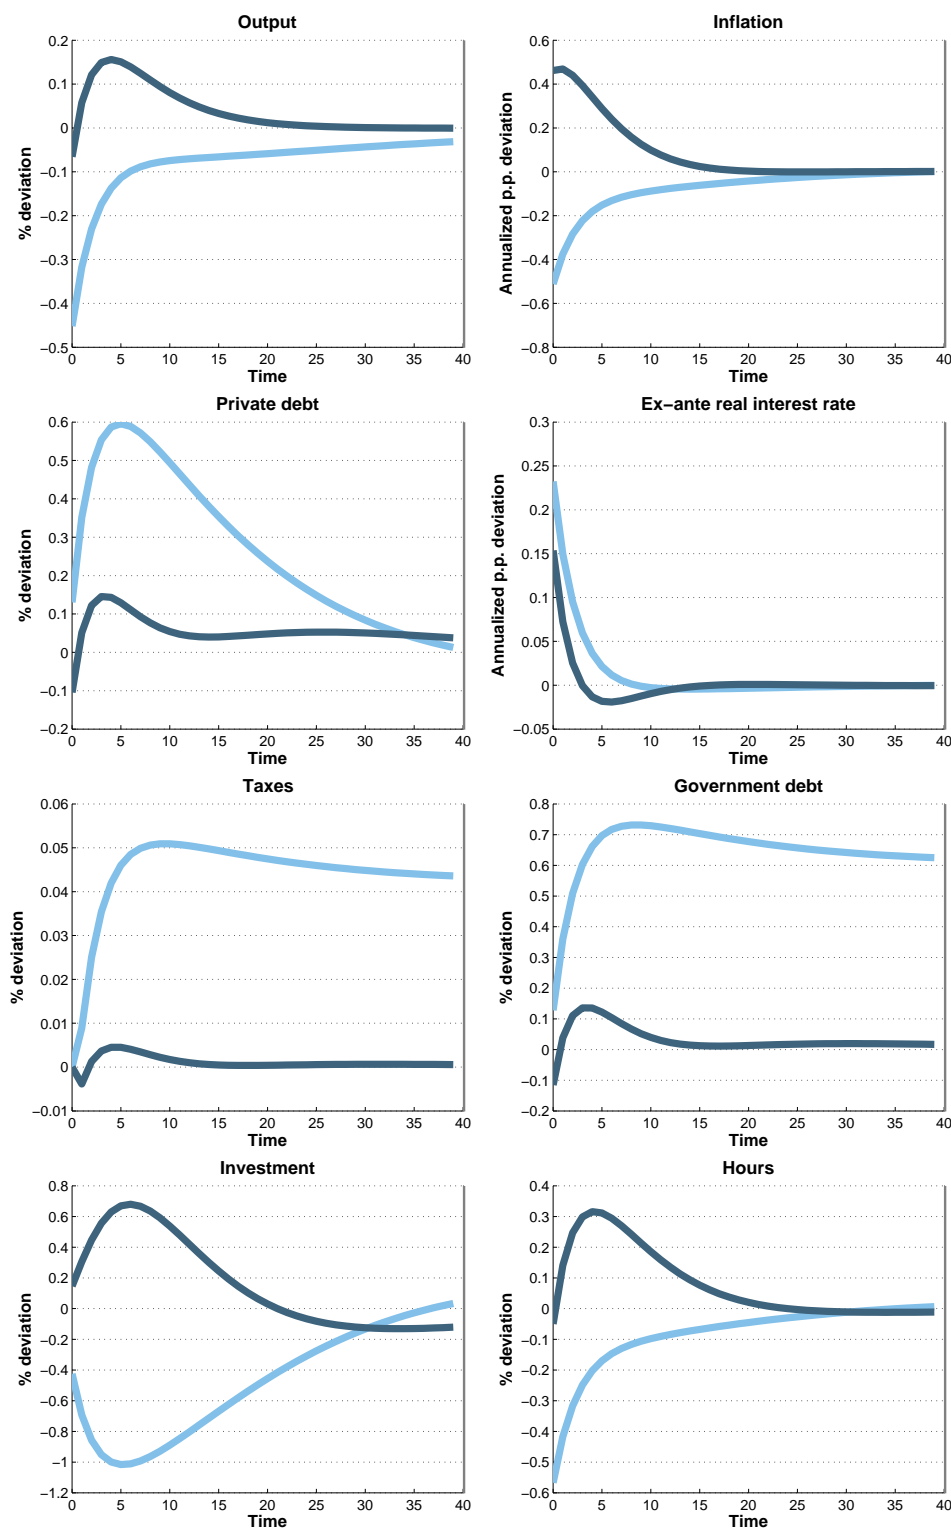 Output
0.2
0.1
0
−0.1
−0.2
−0.3
−0.4
−0.5
% deviation
0 5 10 15 20 25 30 35 40
Time
Inflation
0.6
0.4
0.2
0
−0.2
−0.4
−0.6
−0.8
Annualized p.p. deviation
0 5 10 15 20 25 30 35 40
Time
Private debt
0.6
0.5
0.4
0.3
0.2
0.1
0
−0.1
−0.2
% deviation
0 5 10 15 20 25 30 35 40
Time
Ex−ante real interest rate
0.3
0.25
0.2
0.15
0.1
0.05
0
−0.05
Annualized p.p. deviation
0 5 10 15 20 25 30 35 40
Time
Taxes
0.06
0.05
0.04
0.03
0.02
0.01
0
−0.01
% deviation
0 5 10 15 20 25 30 35 40
Time
Government debt
0.8
0.7
0.6
0.5
0.4
0.3
0.2
0.1
0
−0.1
−0.2
% deviation
0 5 10 15 20 25 30 35 40
Time
Investment
0.8
0.6
0.4
0.2
0
−0.2
−0.4
−0.6
−0.8
−1
−1.2
% deviation
0 5 10 15 20 25 30 35 40
Time
Hours
0.4
0.3
0.2
0.1
0
−0.1
−0.2
−0.3
−0.4
−0.5
−0.6
% deviation
0 5 10 15 20 25 30 35 40
Time